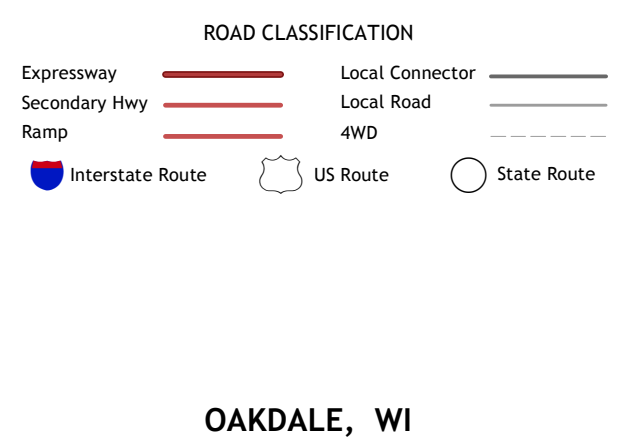 ROAD CLASSIFICATION
Expressway
Local Connector
Secondary Hwy
Local Road
Ramp
4WD
Interstate Route
US Route
State Route
OAKDALE, WI